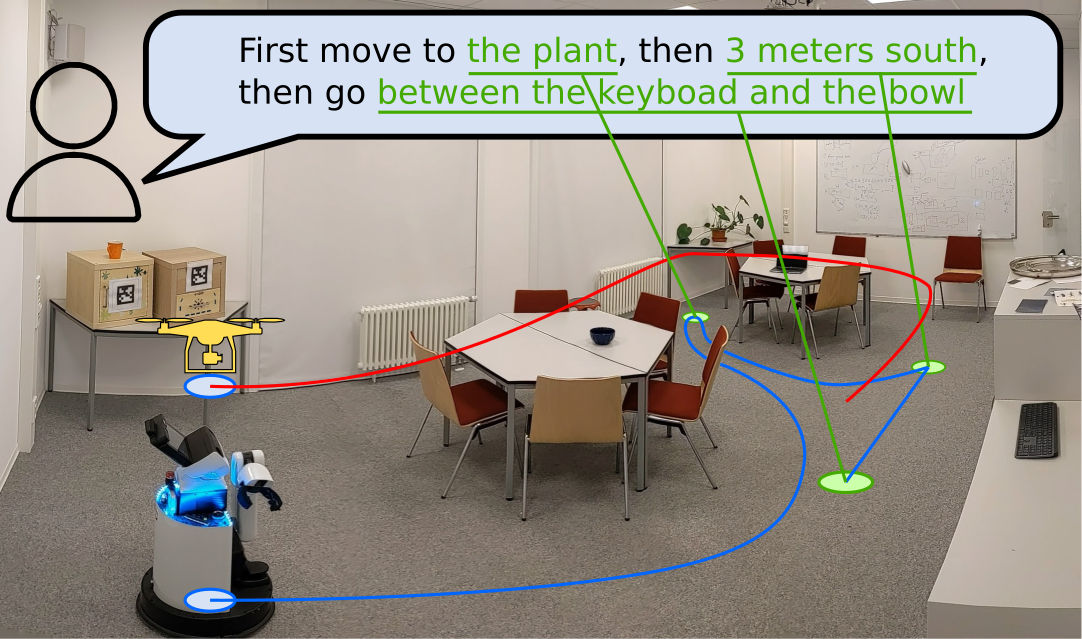 First move to the plant, then 3 meters south,
then go between the keyboad and the bowl